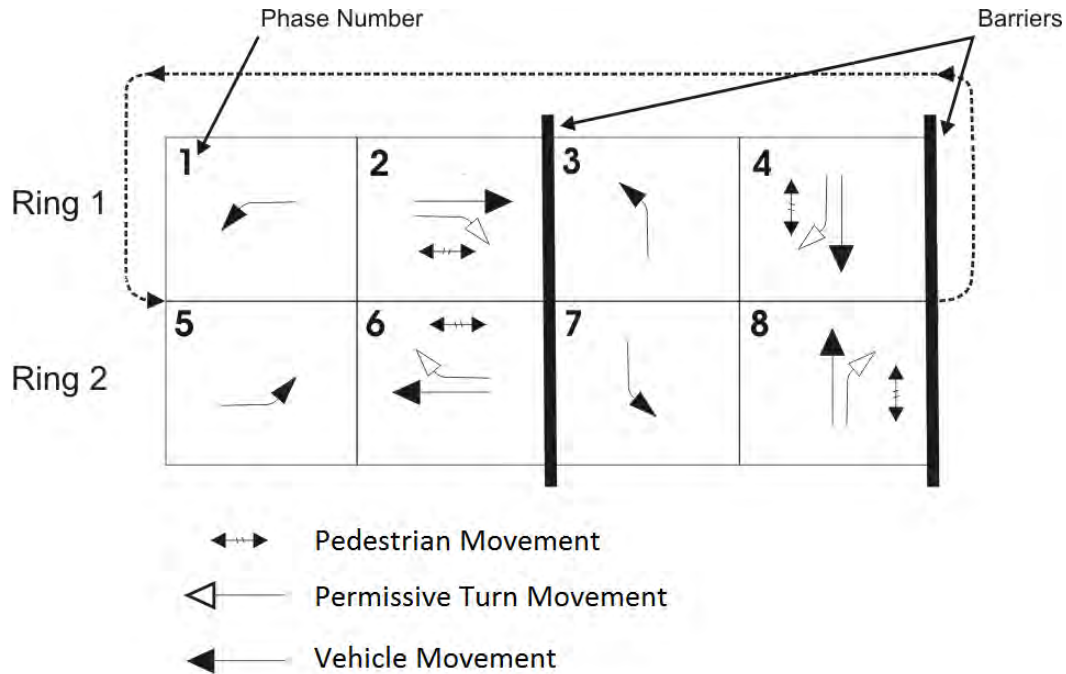 Phase Number
Barriers
Ring 1
1
2
3
4
Ring 2
5
6
7
8
Pedestrian Movement
Permissive Turn Movement
Vehicle Movement